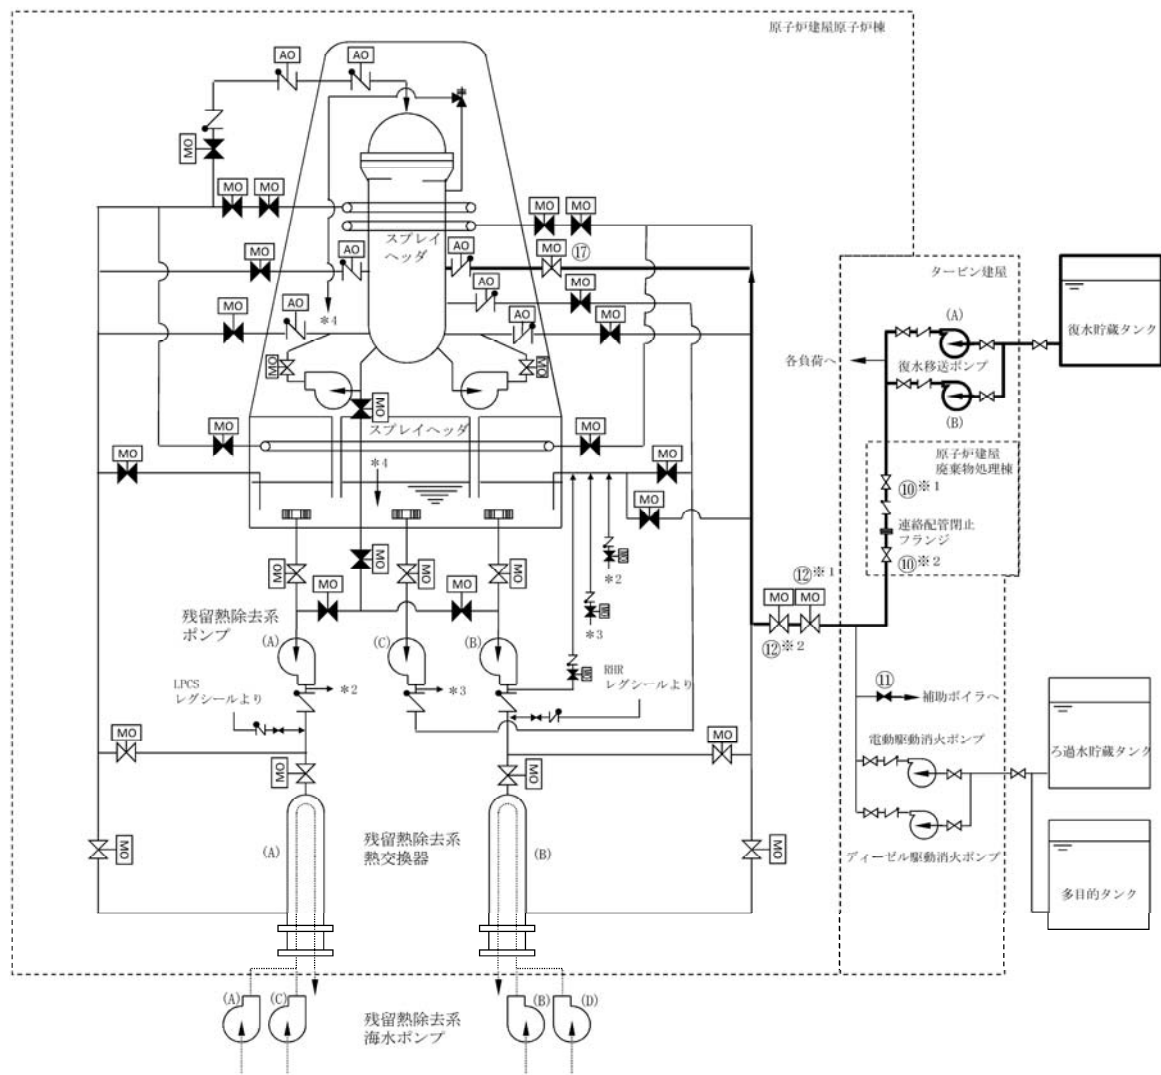 原子炉建屋原子炉棟
AO
AO
MO
MO
MO
MO
MO
スプレイ
ヘッダ
MO
AO
AO
MO
⑰
AO
MO
*4
MO
AO
AO
MO
MO
MO
MO
スプレイヘッダ
MO
MO
MO
*4
MO
MO
タービン建屋
(A)
復水貯蔵タンク
各負荷へ
復水移送ポンプ
(B)
原子炉建屋
廃棄物処理棟
⑩※1
連絡配管閉止
フランジ
⑩※2
MO
MO
MO
MO
*2
MO
MO
*3
残留熱除去系
ポンプ
(A)
(C)
(B)
⑫※1
MO
MO
⑫※2
LPCS
レグシールより
*2
*3
RHR
レグシールより
⑪
補助ボイラへ
MO
MO
MO
MO
電動駆動消火ポンプ
ろ過水貯蔵タンク
MO
(A)
残留熱除去系
熱交換器
(B)
MO
ディーゼル駆動消火ポンプ
多目的タンク
(A)
(C)
残留熱除去系
海水ポンプ
(B)
(D)